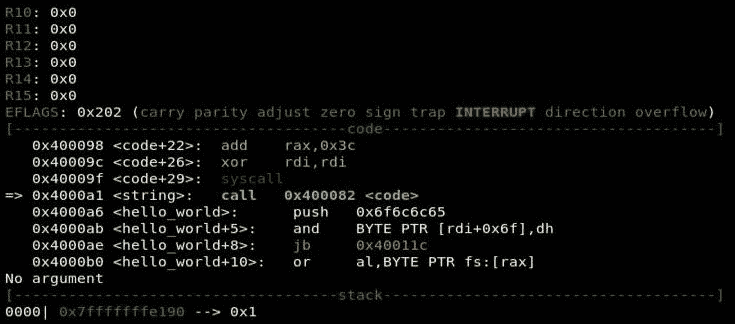 R10: 0x0
R11: 0x0
R12: 0x0
R13: 0x0
R14: 0x0
R15: 0x0
EFLAGS: 0x202 (carry parity adjust zero sign trap INTERRUPT direction overflow)
[-------------------------------------code-------------------------------------]
   0x400098 <code+22>:	add    rax,0x3c
   0x40009c <code+26>:	xor    rdi,rdi
   0x40009f <code+29>:	syscall
=> 0x4000a1 <string>:	call   0x400082 <code>
   0x4000a6 <hello_world>:	push   0x6f6c6c65
   0x4000ab <hello_world+5>:	and    BYTE PTR [rdi+0x6f],dh
   0x4000ae <hello_world+8>:	jb     0x40011c
   0x4000b0 <hello_world+10>:	or     al,BYTE PTR fs:[rax]
No argument
[------------------------------------stack-------------------------------------]
0000| 0x7fffffffe190 --> 0x1